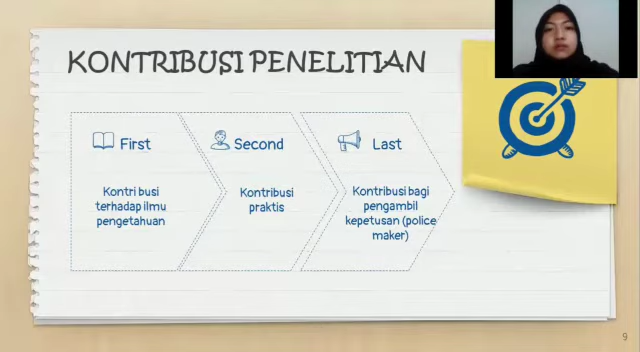 KONTRIBUSI PENELITIAN
First
Kontri busi
terhadap ilmu
pengetahuan
Second
Kontribusi
praktis
Last
Kontribusi bagi
pengambil
kepetusan (police
maker)
9